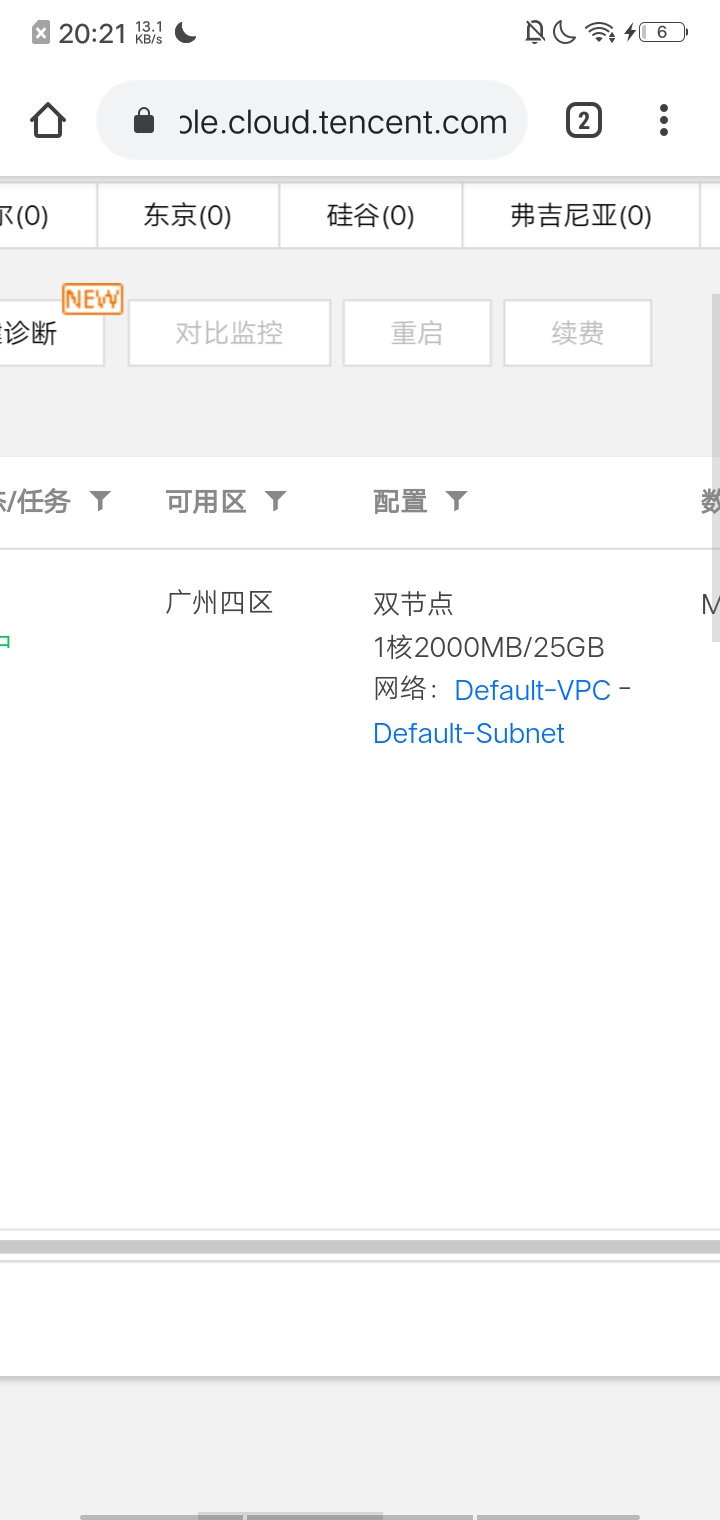 20:21 13.1 KB/s 6
ole.cloud.tencent.com 2
尔(0) 东京(0) 硅谷(0) 弗吉尼亚(0)
NEW
诊断 对比监控 重启 续费
态/任务 可用区 配置 数
广州四区 双节点 M
中
1核2000MB/25GB
网络：Default-VPC -
Default-Subnet